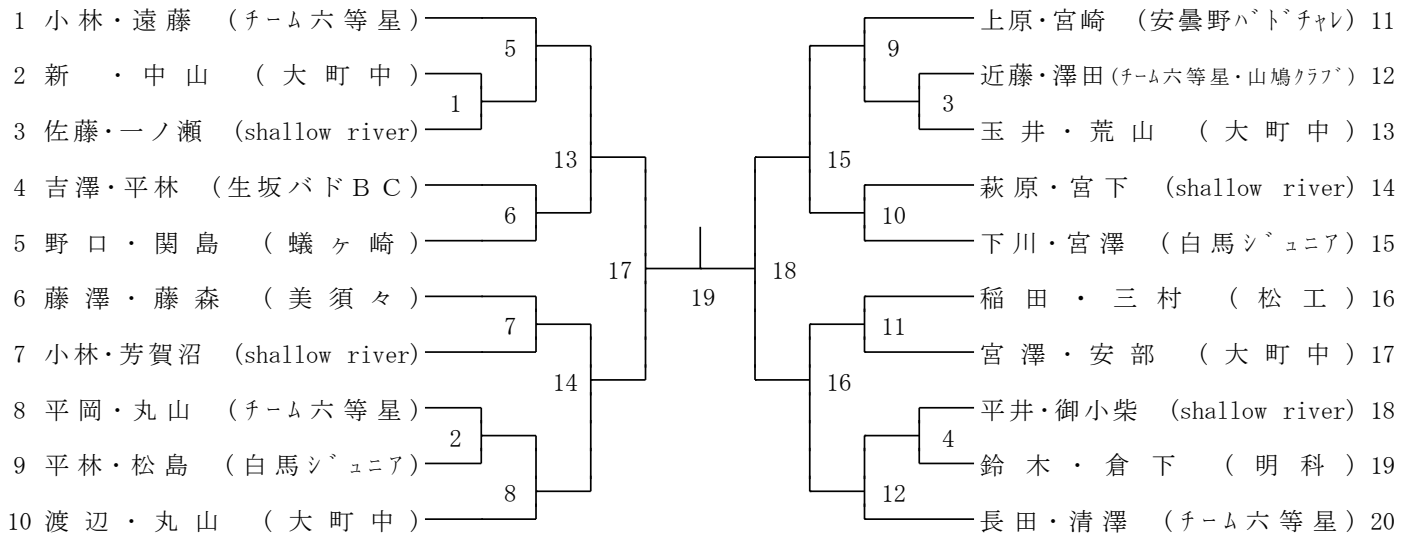 1 小林・遠藤 (チーム六等星)
5
2 新 ・中山 (大町中)
1
3 佐藤・一ノ瀬 (shallow river)
13
4 吉澤・平林 (生坂バドＢＣ)
6
5 野口・関島 (蟻ヶ崎)
17
6 藤澤・藤森 (美須々)
7
7 小林・芳賀沼 (shallow river)
14
8 平岡・丸山 (チーム六等星)
2
9 平林・松島 (白馬ジュニア)
8
10 渡辺・丸山 (大町中)
19
上原・宮崎 (安曇野バドチャレ) 11
9
近藤・澤田 (チーム六等星・山鳩クラブ) 12
3
玉井・荒山 (大町中) 13
15
萩原・宮下 (shallow river) 14
10
下川・宮澤 (白馬ジュニア) 15
18
稲田・三村 (松工) 16
11
宮澤・安部 (大町中) 17
16
平井・御小柴 (shallow river) 18
4
鈴木・倉下 (明科) 19
12
長田・清澤 (チーム六等星) 20